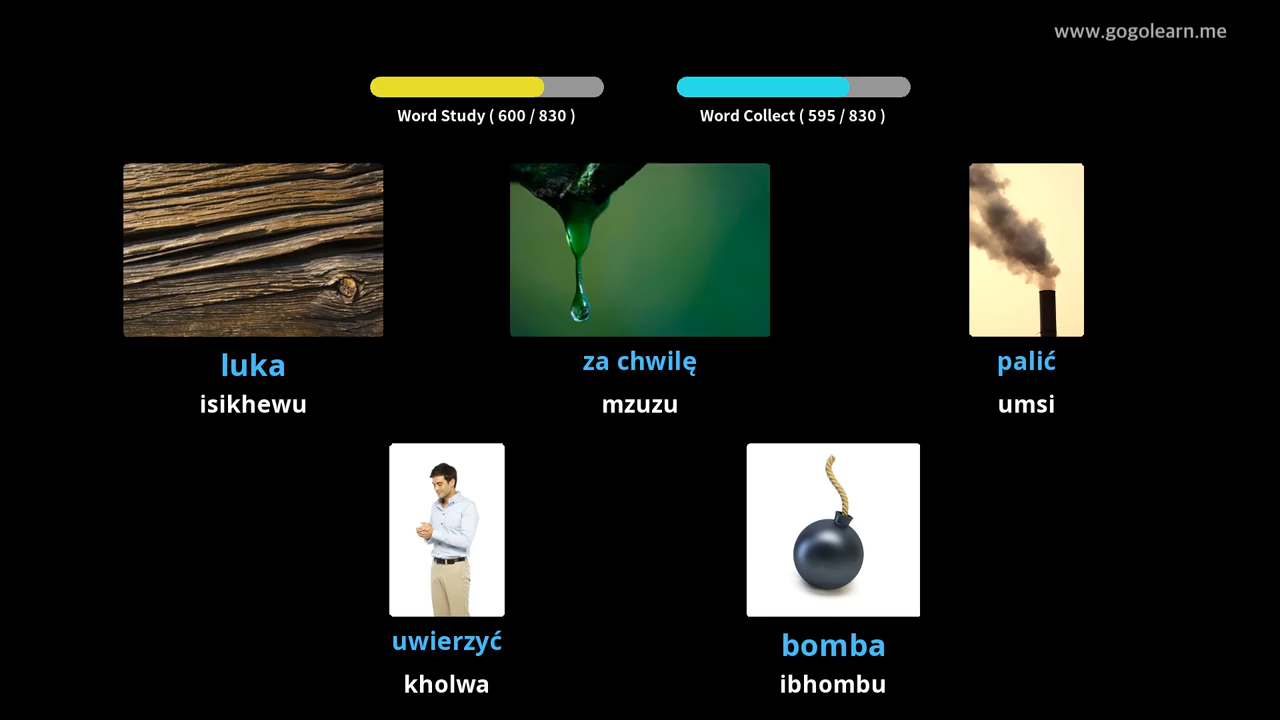 www.gogolearn.me
Word Study ( 600 / 830 )
Word Collect ( 595 / 830 )
luka
isikhewu
za chwilę
mzuzu
palić
umsi
uwierzyć
kholwa
bomba
ibhombu